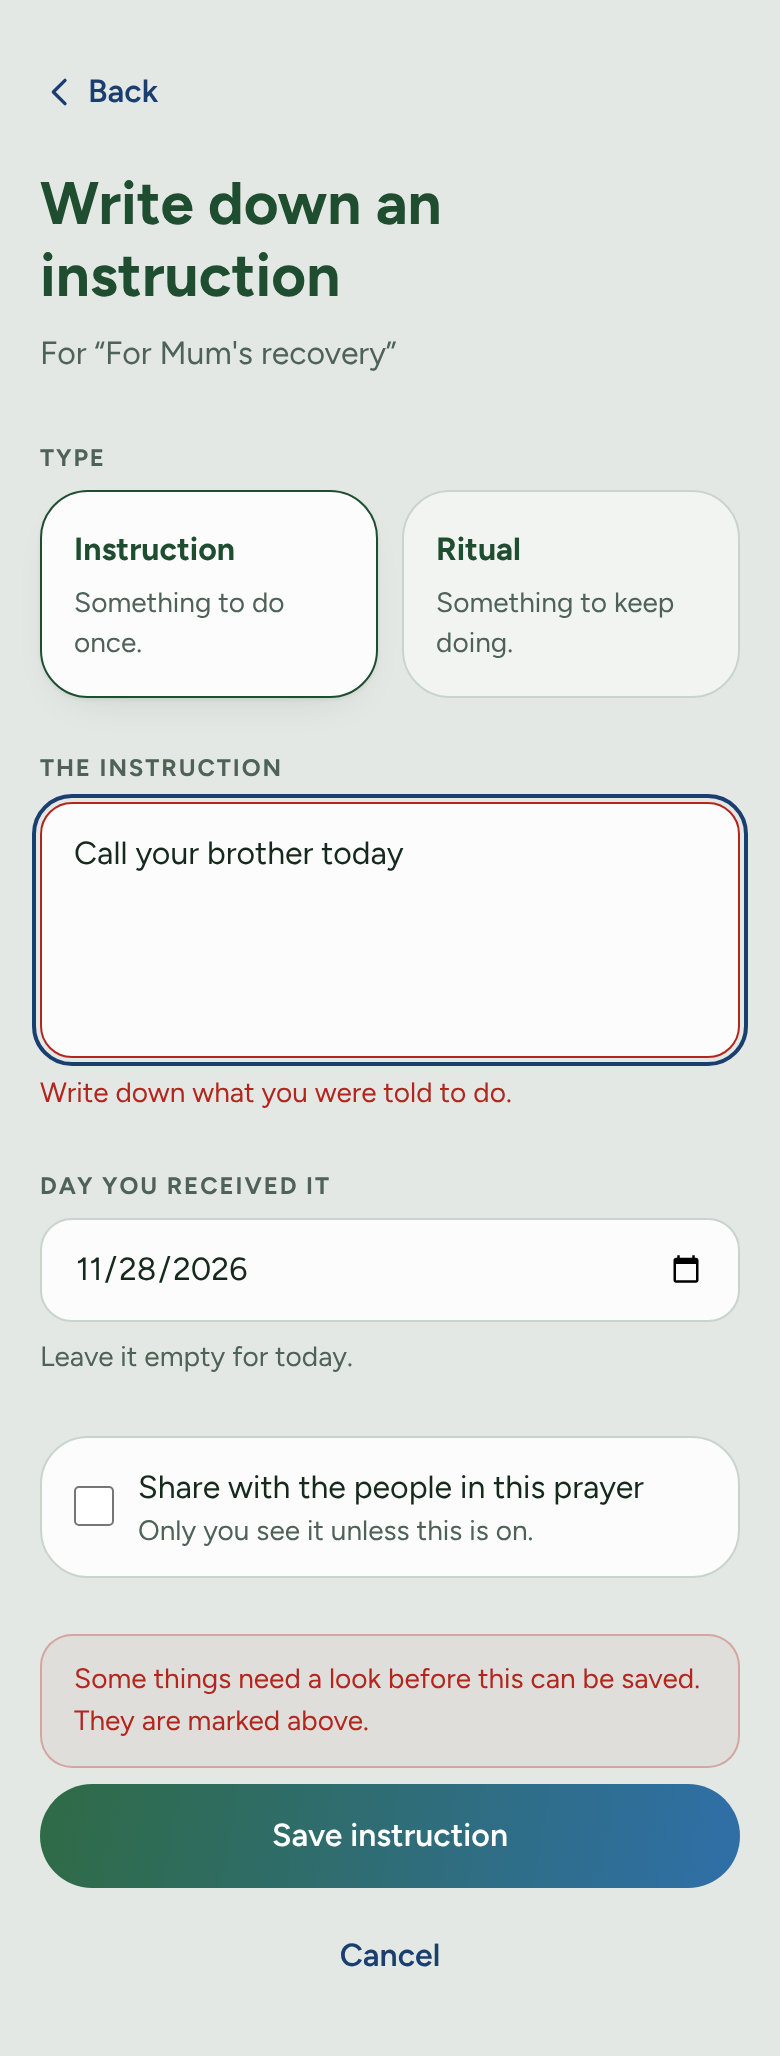 Back
Write down an
instruction
For “For Mum's recovery”
TYPE
Instruction
Something to do
once.
Ritual
Something to keep
doing.
THE INSTRUCTION
Call your brother today
Write down what you were told to do.
DAY YOU RECEIVED IT
11/28/2026
Leave it empty for today.
Share with the people in this prayer
Only you see it unless this is on.
Some things need a look before this can be saved.
They are marked above.
Save instruction
Cancel